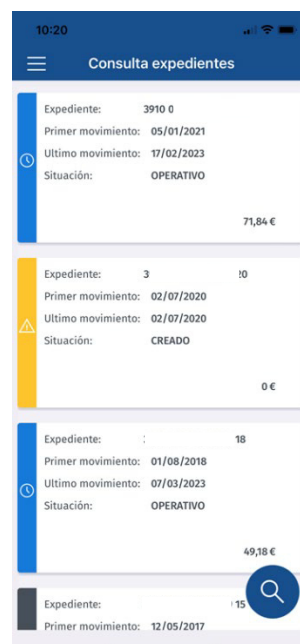 10:20
Consulta expedientes
Expediente: 3910 0
Primer movimiento: 05/01/2021
Ultimo movimiento: 17/02/2023
Situación: OPERATIVO
71,84 €
Expediente: 3 20
Primer movimiento: 02/07/2020
Ultimo movimiento: 02/07/2020
Situación: CREADO
0 €
Expediente: 18
Primer movimiento: 01/08/2018
Ultimo movimiento: 07/03/2023
Situación: OPERATIVO
49,18 €
Expediente: 15
Primer movimiento: 12/05/2017